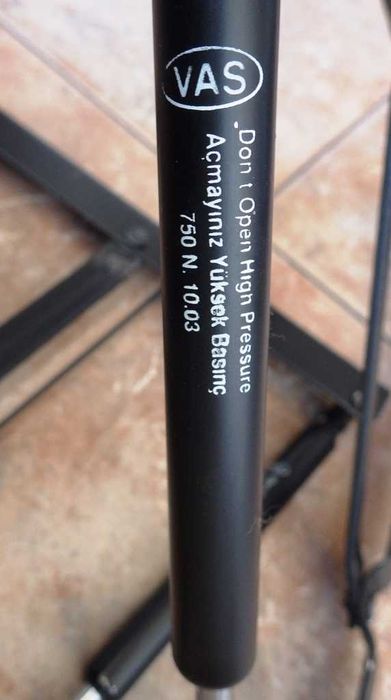 VAS
Don't Open High Pressure
Açmayınız Yüksek Basınç
750 N. 10.03